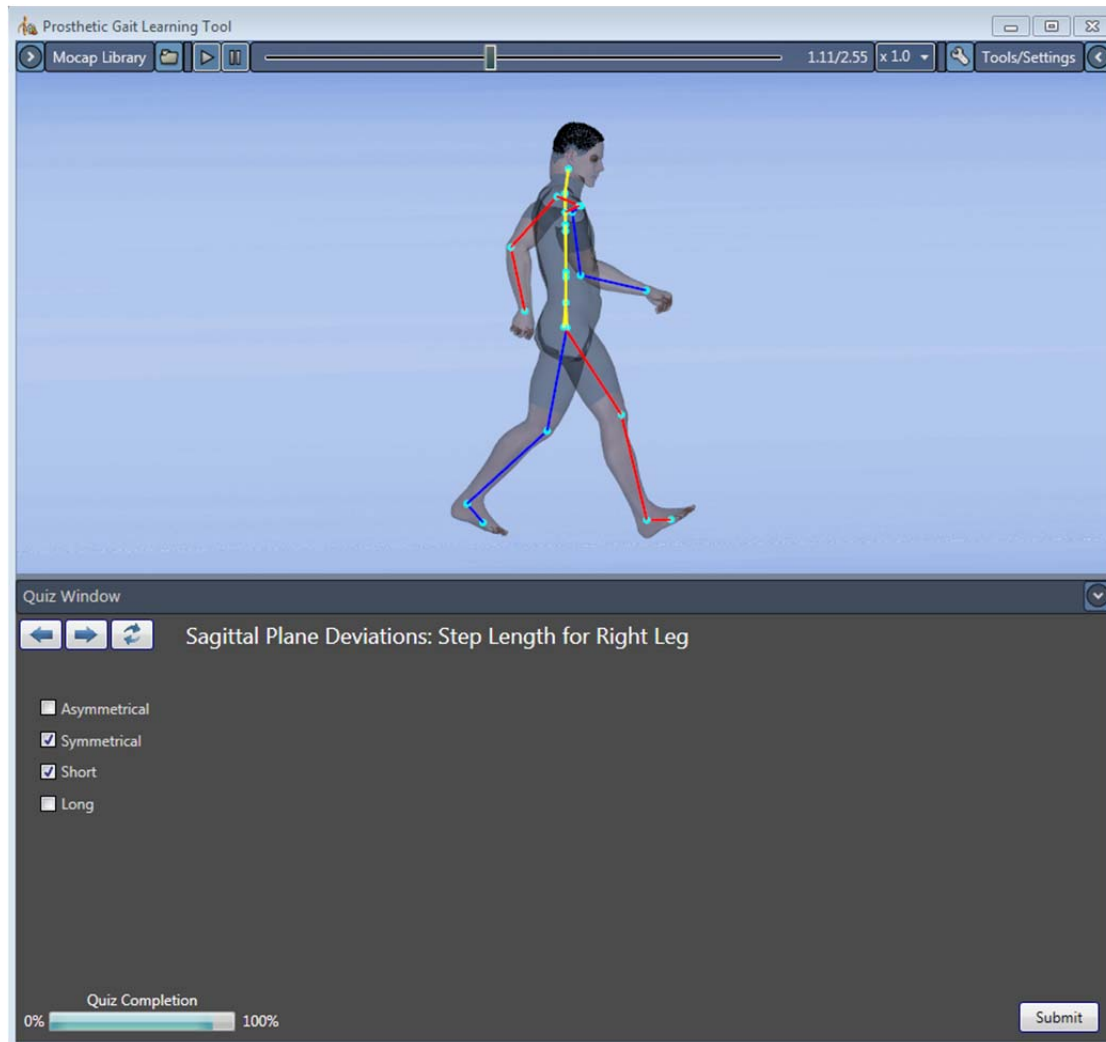 Prosthetic Gait Learning Tool
Mocap Library 1.11/2.55 x 1.0 Tools/Settings
Quiz Window
Sagittal Plane Deviations: Step Length for Right Leg
Asymmetrical
Symmetrical
Short
Long
Quiz Completion
0% 100%
Submit